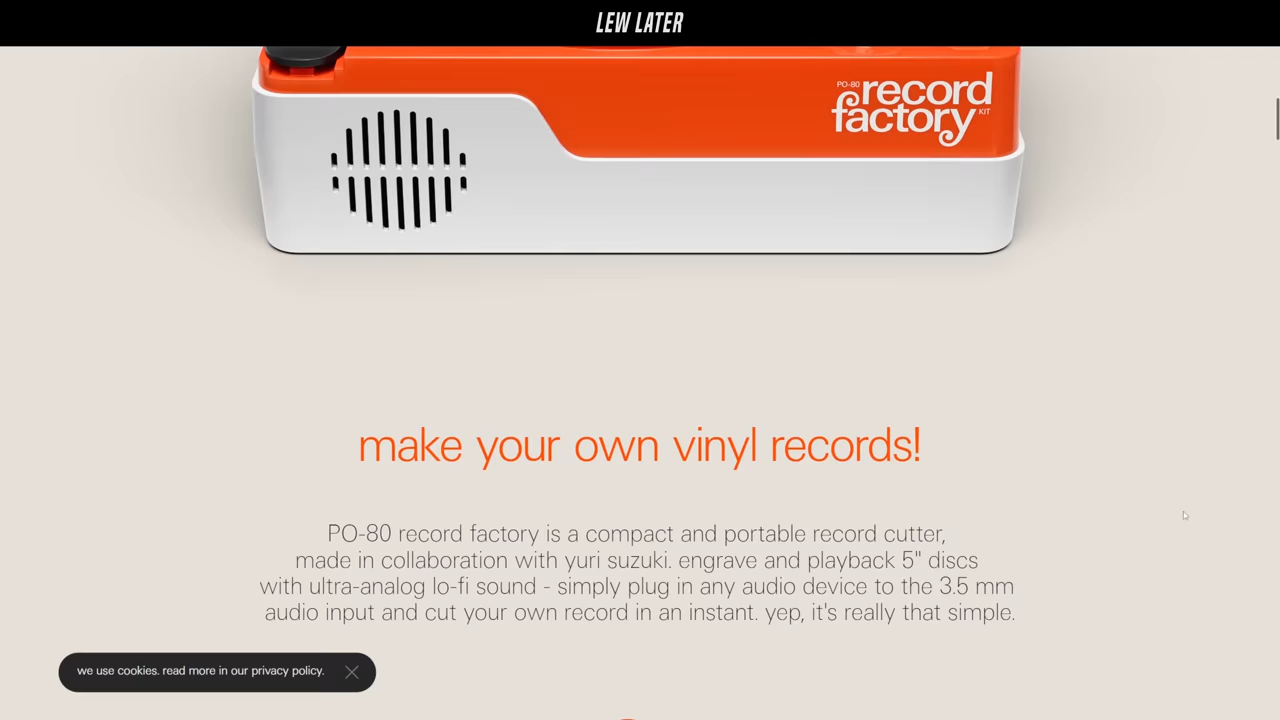 LEW LATER
PO-80 record
factory KIT
make your own vinyl records!
PO-80 record factory is a compact and portable record cutter,
made in collaboration with yuri suzuki. engrave and playback 5" discs
with ultra-analog lo-fi sound - simply plug in any audio device to the 3.5 mm
audio input and cut your own record in an instant. yep, it's really that simple.
we use cookies. read more in our privacy policy.